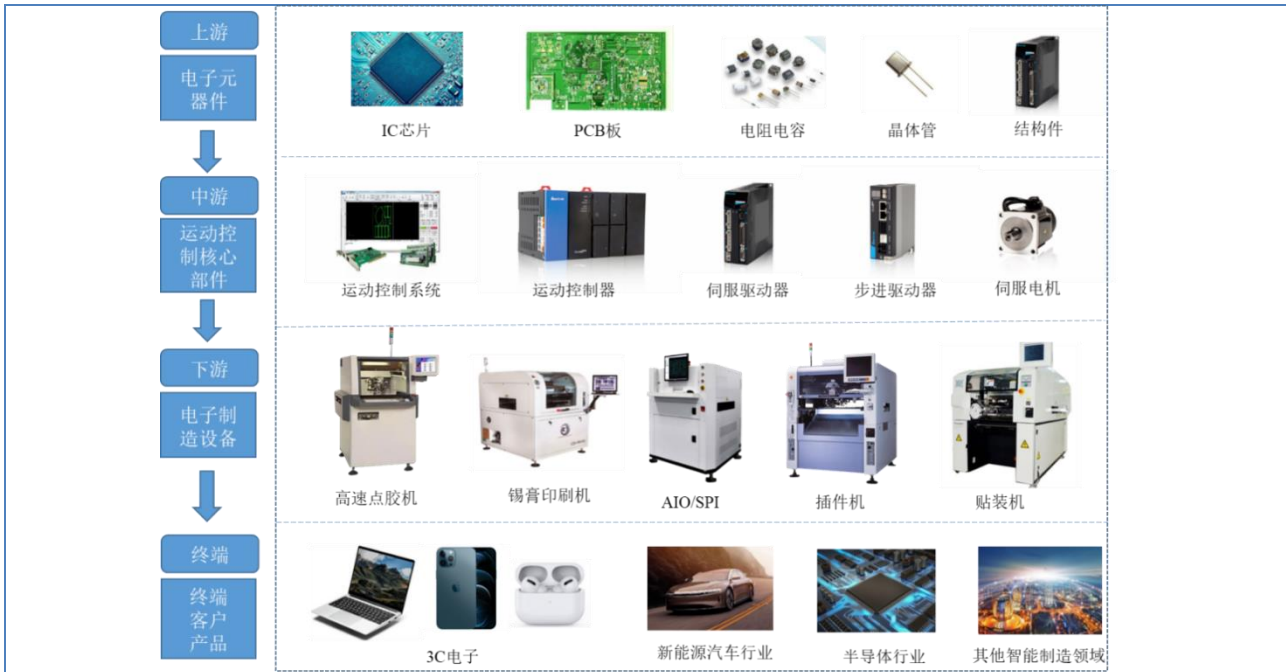 上游
电子元
器件
IC芯片
PCB板
电阻电容
晶体管
结构件
中游
运动控
制核心
部件
运动控制系统
运动控制器
伺服驱动器
步进驱动器
伺服电机
下游
电子制
造设备
高速点胶机
锡膏印刷机
AIO/SPI
插件机
贴装机
终端
终端
客户
产品
3C电子
新能源汽车行业
半导体行业
其他智能制造领域